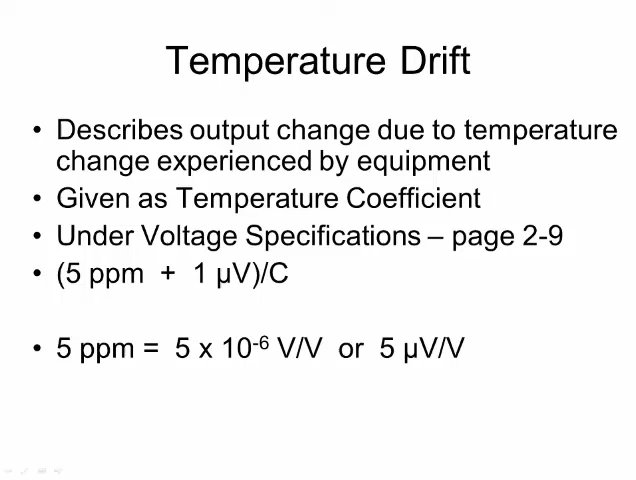 Temperature Drift
• Describes output change due to temperature
change experienced by equipment
• Given as Temperature Coefficient
• Under Voltage Specifications – page 2-9
• (5 ppm + 1 µV)/C
• 5 ppm = 5 x 10⁻⁶ V/V or 5 µV/V